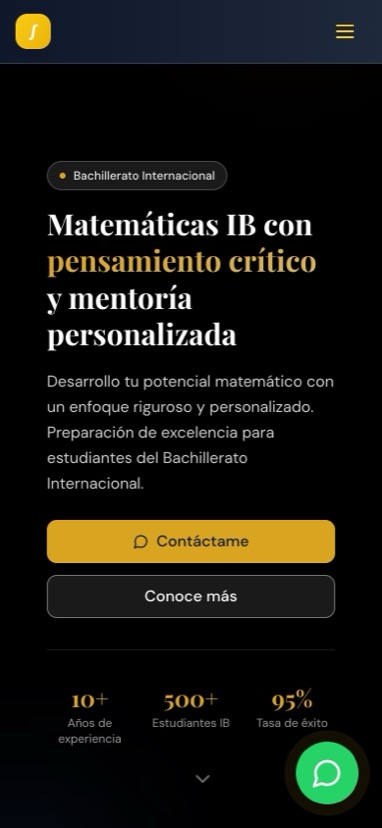 ∫
Bachillerato Internacional
Matemáticas IB con
pensamiento crítico
y mentoría
personalizada
Desarrollo tu potencial matemático con
un enfoque riguroso y personalizado.
Preparación de excelencia para
estudiantes del Bachillerato
Internacional.
Contáctame
Conoce más
10+ 500+ 95%
Años de experiencia Estudiantes IB Tasa de éxito